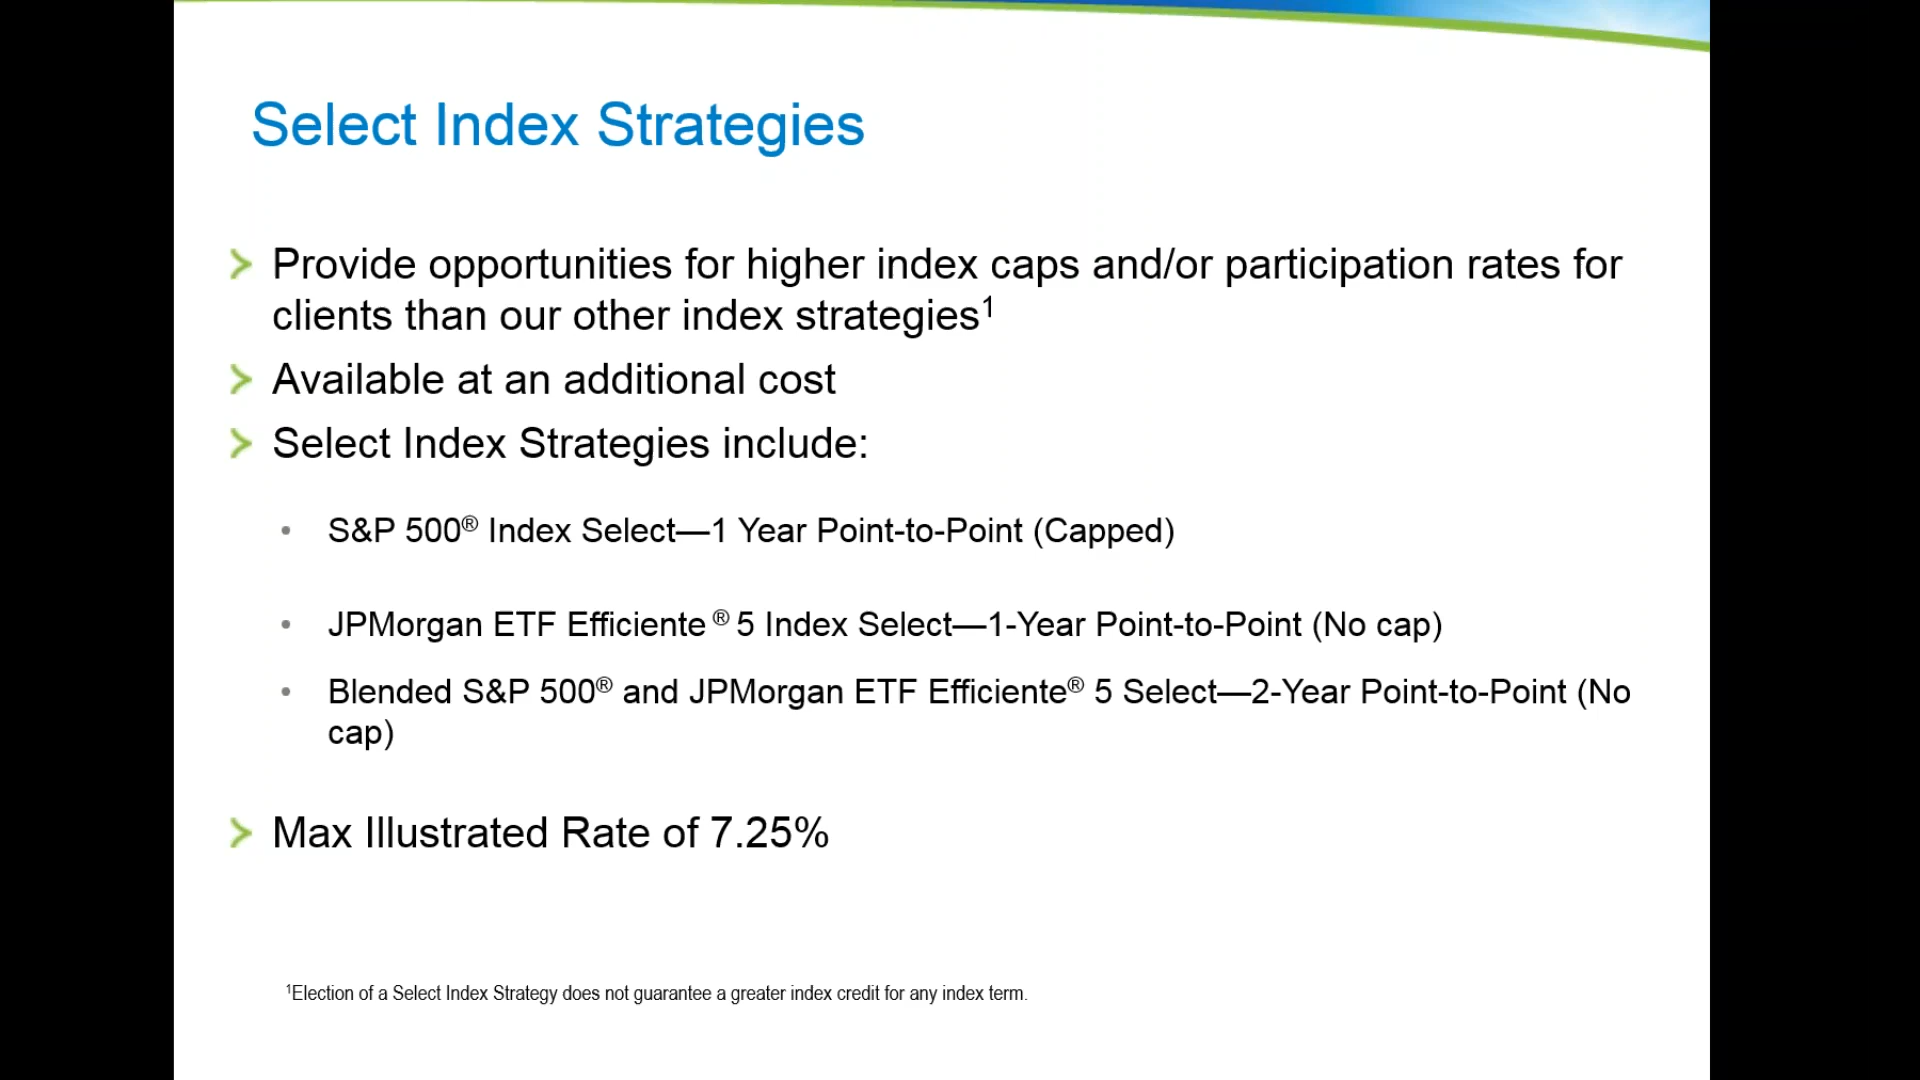 Select Index Strategies
Provide opportunities for higher index caps and/or participation rates for
clients than our other index strategies¹
Available at an additional cost
Select Index Strategies include:
• S&P 500® Index Select—1 Year Point-to-Point (Capped)
• JPMorgan ETF Efficiente ® 5 Index Select—1-Year Point-to-Point (No cap)
• Blended S&P 500® and JPMorgan ETF Efficiente® 5 Select—2-Year Point-to-Point (No
cap)
Max Illustrated Rate of 7.25%
¹Election of a Select Index Strategy does not guarantee a greater index credit for any index term.